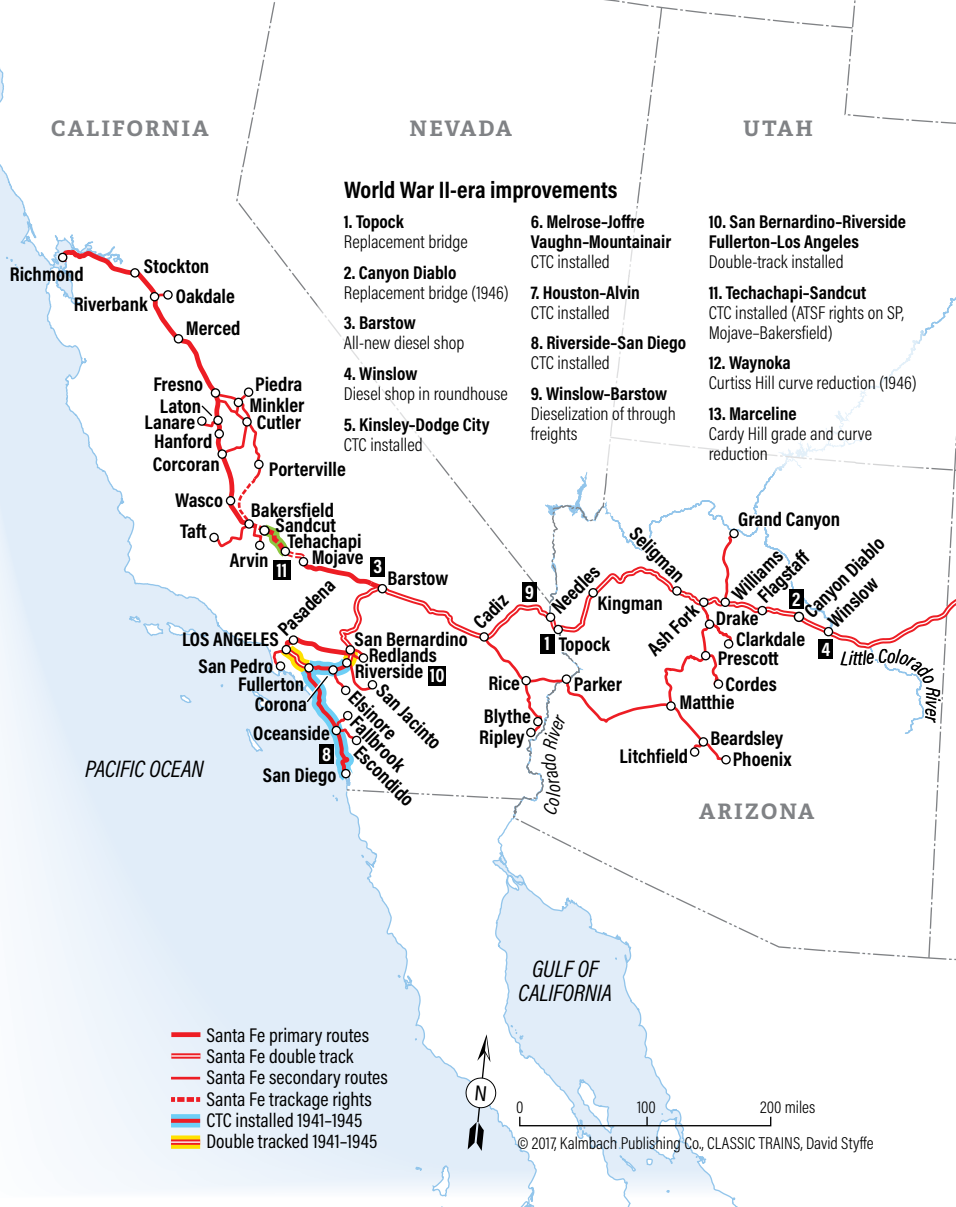 CALIFORNIA
NEVADA
UTAH
World War II-era improvements
1. Topock
Replacement bridge
2. Canyon Diablo
Replacement bridge (1946)
3. Barstow
All-new diesel shop
4. Winslow
Diesel shop in roundhouse
5. Kinsley–Dodge City
CTC installed
6. Melrose–Joffre
Vaughn–Mountainair
CTC installed
7. Houston–Alvin
CTC installed
8. Riverside–San Diego
CTC installed
9. Winslow–Barstow
Dieselization of through
freights
10. San Bernardino–Riverside
Fullerton–Los Angeles
Double-track installed
11. Techachapi–Sandcut
CTC installed (ATSF rights on SP,
Mojave–Bakersfield)
12. Waynoka
Curtiss Hill curve reduction (1946)
13. Marceline
Cardy Hill grade and curve
reduction
Richmond
Stockton
Riverbank
Oakdale
Merced
Fresno
Piedra
Laton
Minkler
Lanare
Cutler
Hanford
Corcoran
Porterville
Wasco
Bakersfield
Sandcut
Taft
Tehachapi
Arvin
11
Mojave
3
Barstow
Pasadena
LOS ANGELES
San Bernardino
Redlands
San Pedro
Riverside
10
Fullerton
Corona
Elsinore
San Jacinto
Oceanside
Fallbrook
Escondido
8
San Diego
Cadiz
9
Needles
1
Topock
Kingman
Seligman
Grand Canyon
Williams
Flagstaff
2
Canyon Diablo
Winslow
4
Ash Fork
Drake
Clarkdale
Prescott
Cordes
Little Colorado River
Rice
Parker
Matthie
Blythe
Ripley
Colorado River
Beardsley
Litchfield
Phoenix
PACIFIC OCEAN
ARIZONA
GULF OF
CALIFORNIA
Santa Fe primary routes
Santa Fe double track
Santa Fe secondary routes
Santa Fe trackage rights
CTC installed 1941–1945
Double tracked 1941–1945
N
0
100
200 miles
© 2017, Kalmbach Publishing Co., CLASSIC TRAINS, David Styffe